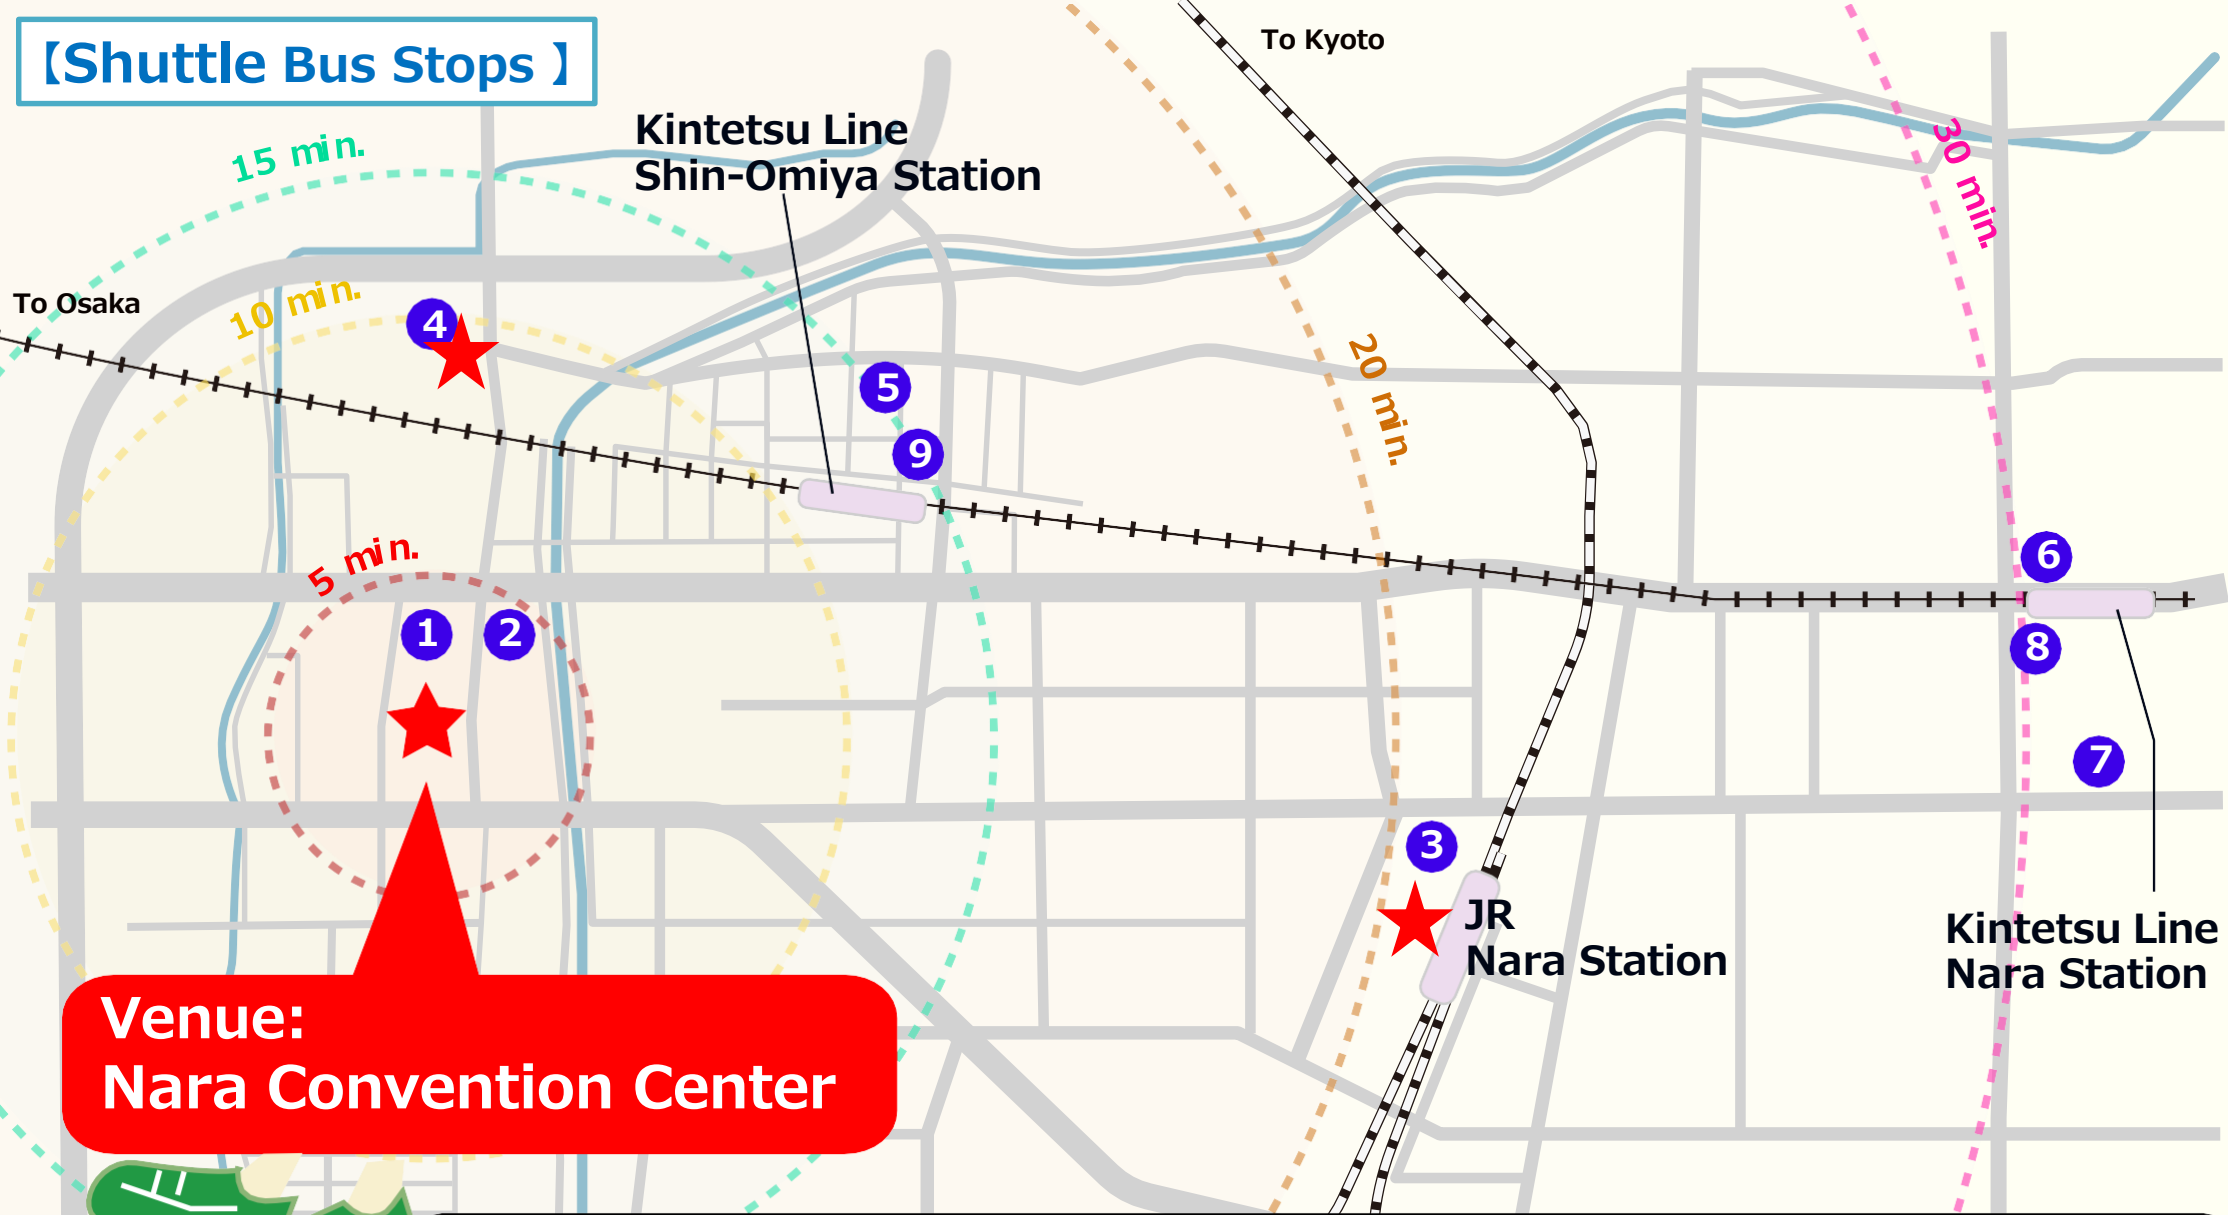 【Shuttle Bus Stops 】
To Kyoto
15 min.
Kintetsu Line
Shin-Omiya Station
30 min.
To Osaka
10 min.
4
20 min.
5
9
5 min.
6
1
2
8
7
3
JR
Nara Station
Kintetsu Line
Nara Station
Venue:
Nara Convention Center